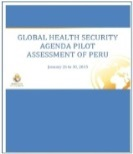 GLOBAL HEALTH SECURITY
AGENDA PILOT
ASSESSMENT OF PERU